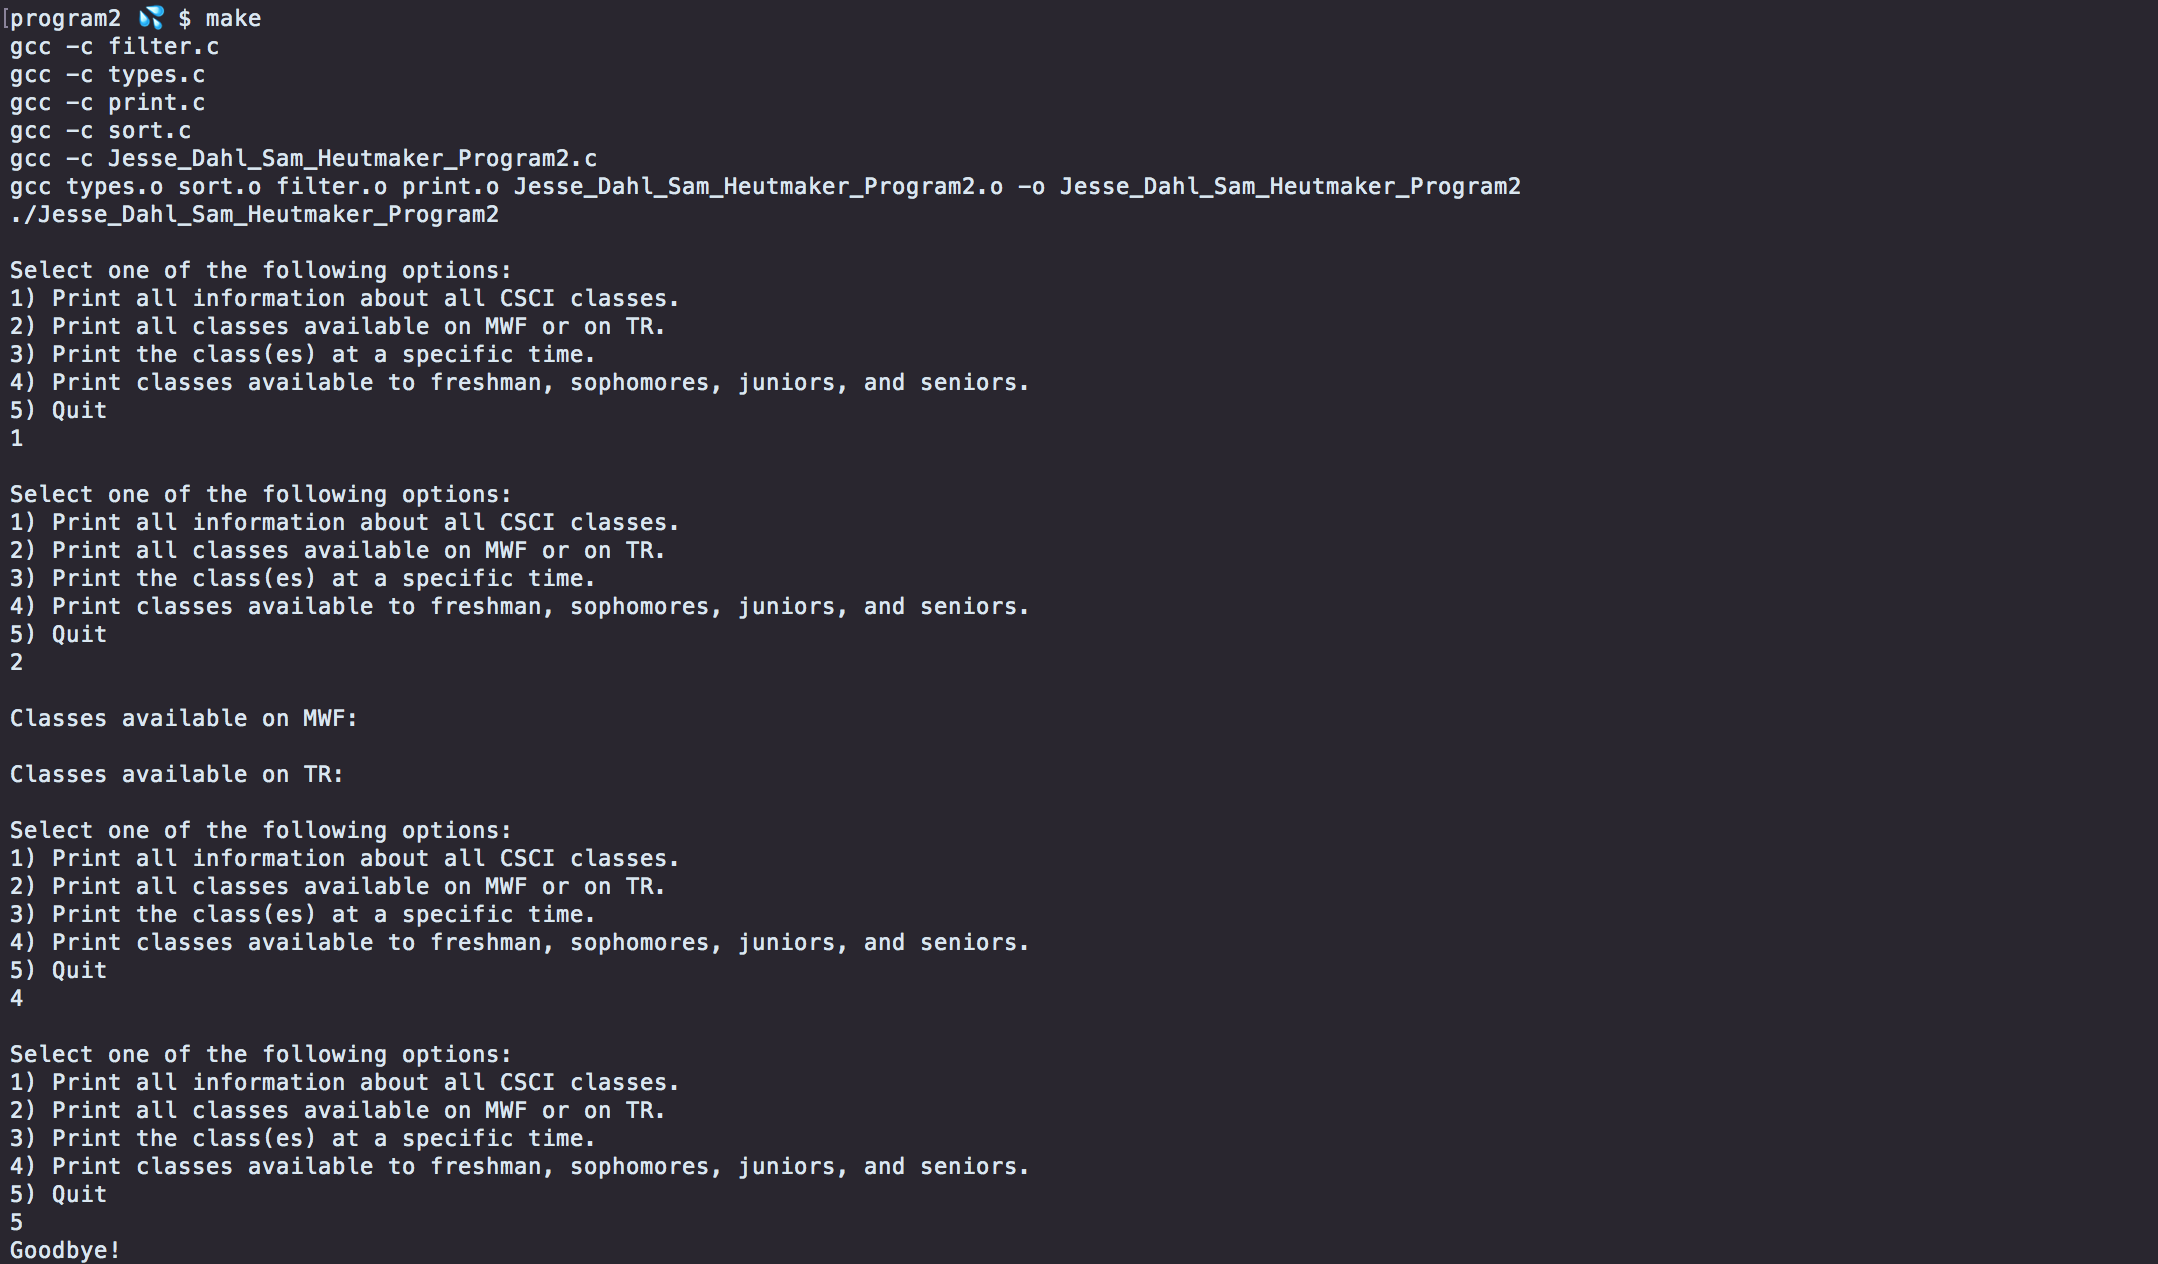 [program2 💦 $ make
gcc -c filter.c
gcc -c types.c
gcc -c print.c
gcc -c sort.c
gcc -c Jesse_Dahl_Sam_Heutmaker_Program2.c
gcc types.o sort.o filter.o print.o Jesse_Dahl_Sam_Heutmaker_Program2.o -o Jesse_Dahl_Sam_Heutmaker_Program2
./Jesse_Dahl_Sam_Heutmaker_Program2

Select one of the following options:
1) Print all information about all CSCI classes.
2) Print all classes available on MWF or on TR.
3) Print the class(es) at a specific time.
4) Print classes available to freshman, sophomores, juniors, and seniors.
5) Quit
1

Select one of the following options:
1) Print all information about all CSCI classes.
2) Print all classes available on MWF or on TR.
3) Print the class(es) at a specific time.
4) Print classes available to freshman, sophomores, juniors, and seniors.
5) Quit
2

Classes available on MWF:

Classes available on TR:

Select one of the following options:
1) Print all information about all CSCI classes.
2) Print all classes available on MWF or on TR.
3) Print the class(es) at a specific time.
4) Print classes available to freshman, sophomores, juniors, and seniors.
5) Quit
4

Select one of the following options:
1) Print all information about all CSCI classes.
2) Print all classes available on MWF or on TR.
3) Print the class(es) at a specific time.
4) Print classes available to freshman, sophomores, juniors, and seniors.
5) Quit
5
Goodbye!